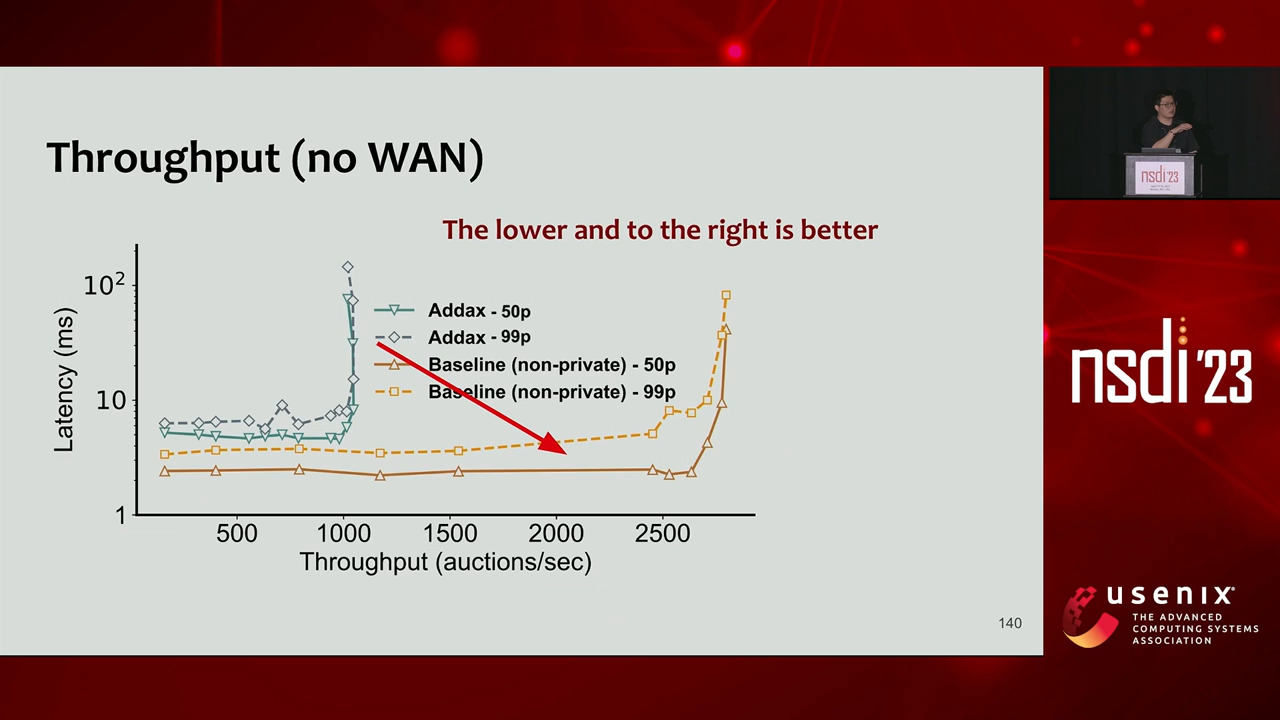 Throughput (no WAN)
The lower and to the right is better
10²
10
1
Latency (ms)
Addax - 50p
Addax - 99p
Baseline (non-private) - 50p
Baseline (non-private) - 99p
500 1000 1500 2000 2500
Throughput (auctions/sec)
140
nsdi'23
nsdi'23
usenix
THE ADVANCED
COMPUTING SYSTEMS
ASSOCIATION